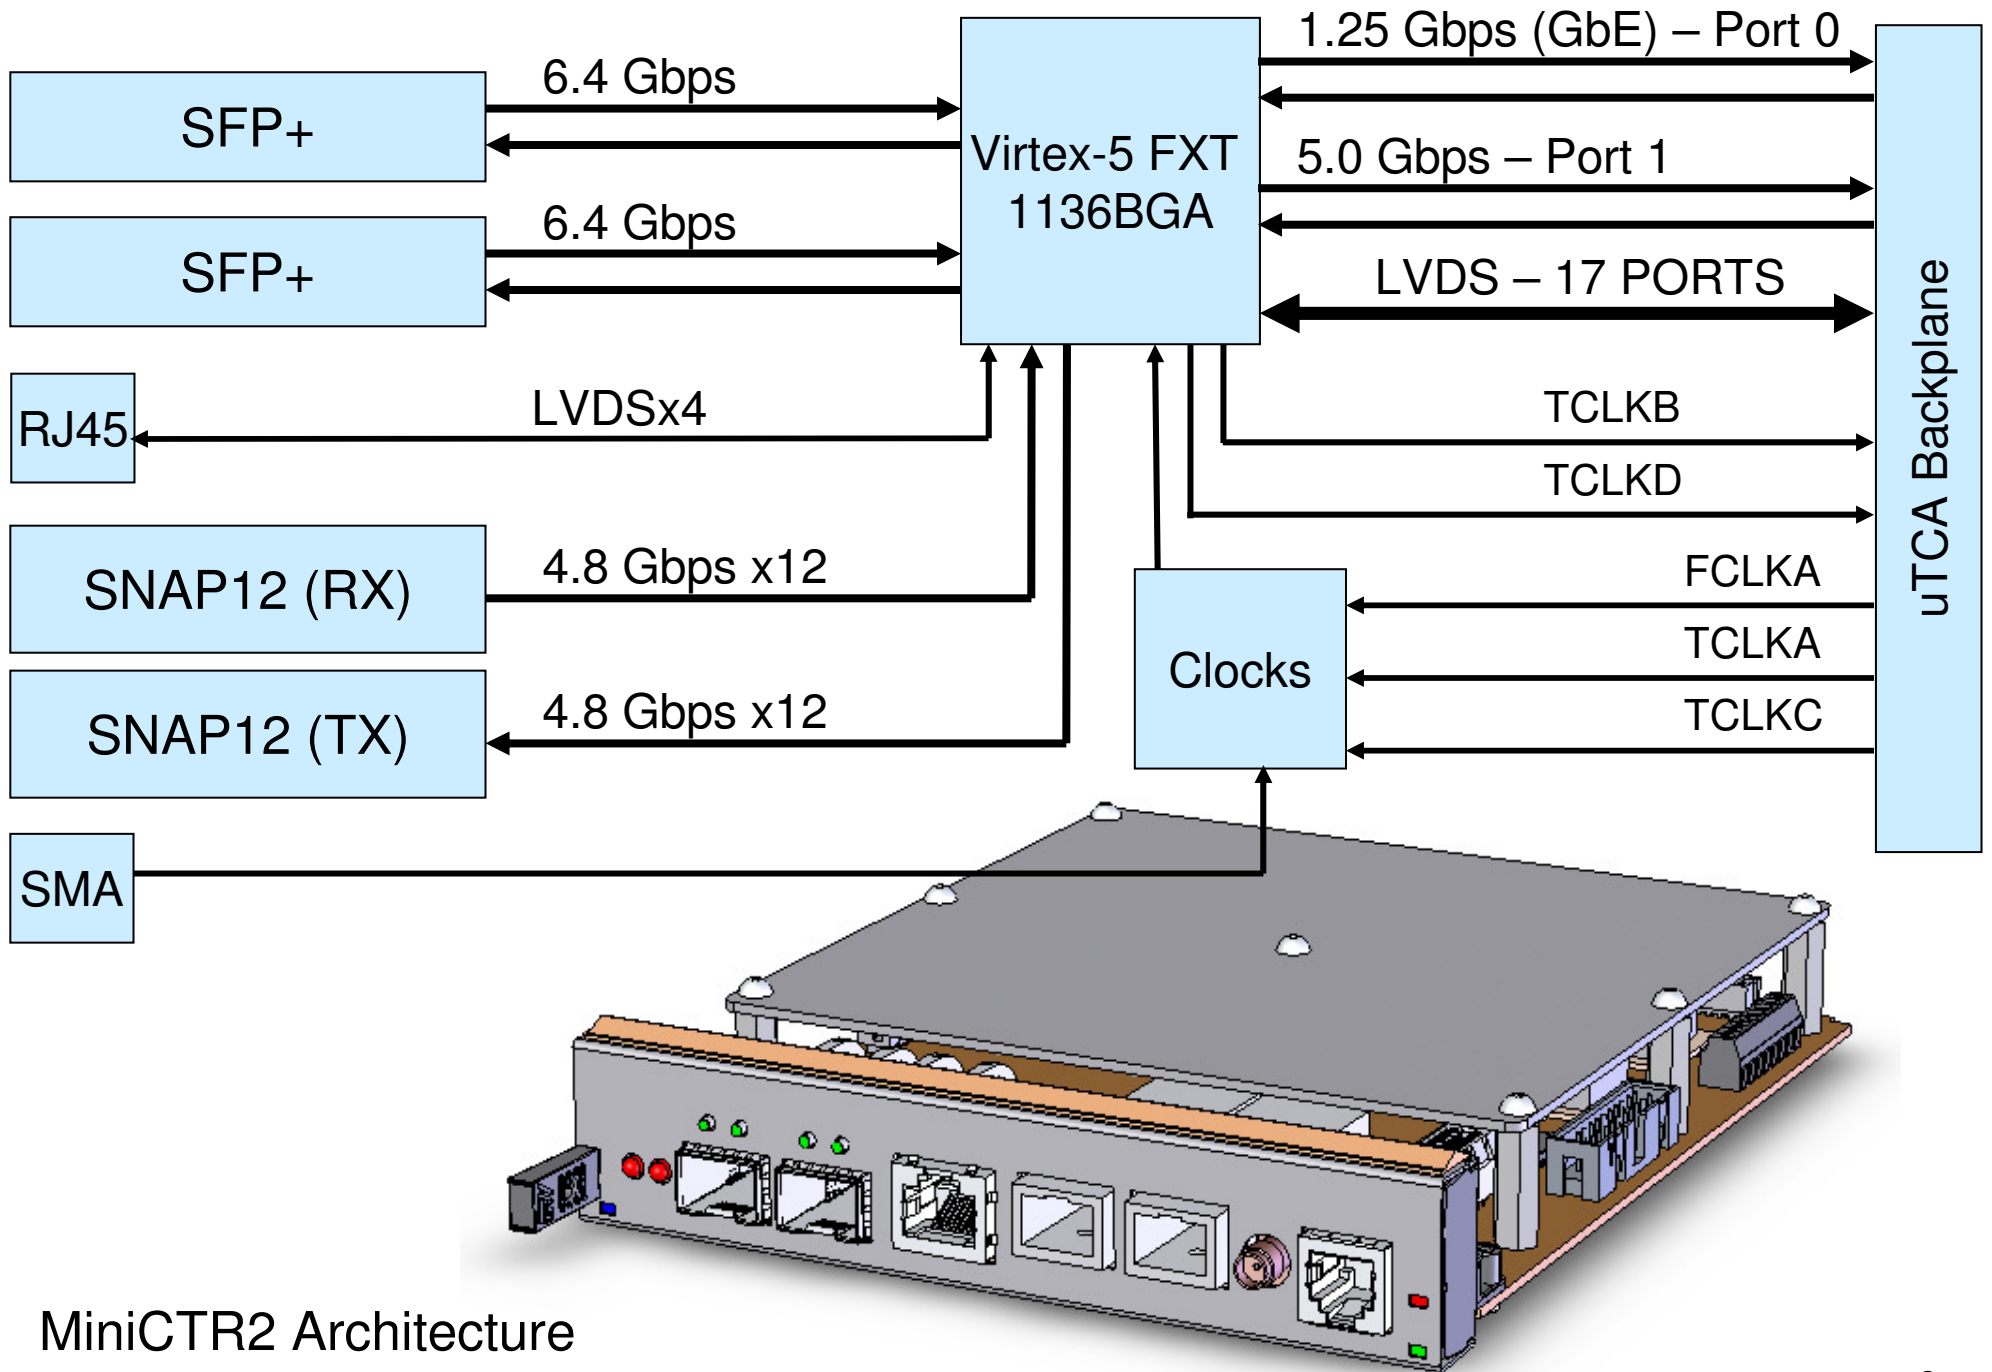 1.25 Gbps (GbE) – Port 0
6.4 Gbps
SFP+
Virtex-5 FXT
1136BGA
5.0 Gbps – Port 1
6.4 Gbps
SFP+
LVDS – 17 PORTS
uTCA Backplane
RJ45
LVDSx4
TCLKB
TCLKD
SNAP12 (RX)
4.8 Gbps x12
FCLKA
TCLKA
Clocks
SNAP12 (TX)
4.8 Gbps x12
TCLKC
SMA
MiniCTR2 Architecture